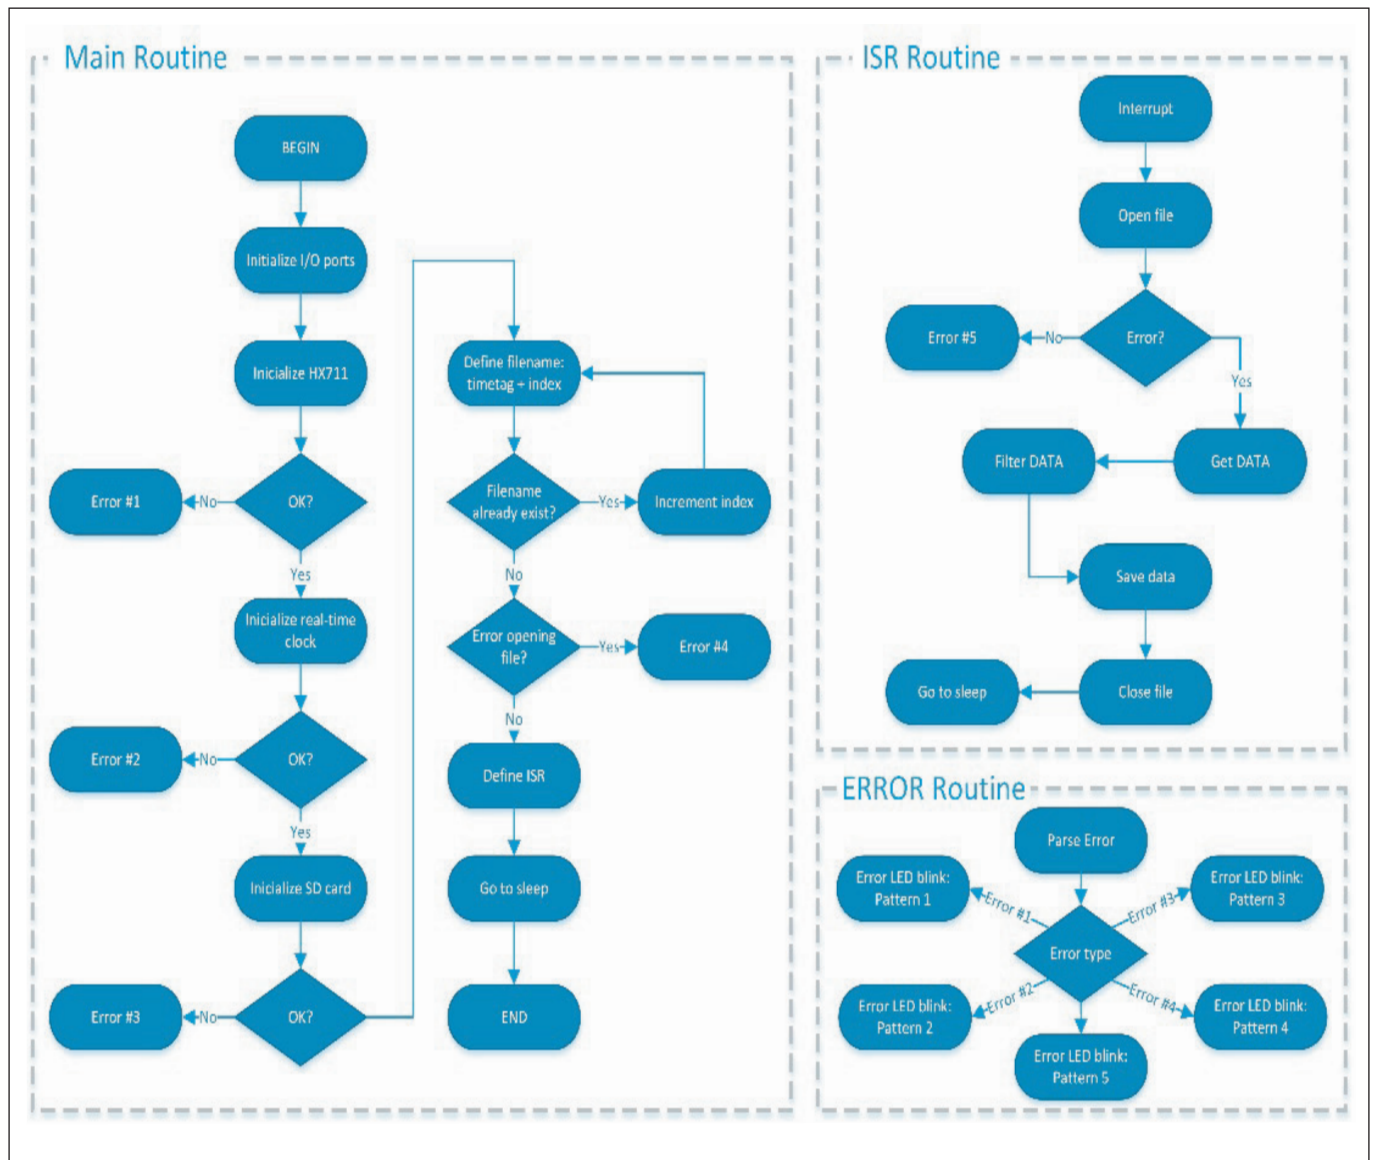 Main Routine
BEGIN
Initialize I/O ports
Inicialize HX711
OK?
No
Error #1
Yes
Inicialize real-time
clock
OK?
No
Error #2
Yes
Inicialize SD card
OK?
No
Error #3
Define filename:
timetag + index
Filename
already exist?
Yes
Increment index
No
Error opening
file?
Yes
Error #4
No
Define ISR
Go to sleep
END
ISR Routine
Interrupt
Open file
Error?
No
Error #5
Yes
Get DATA
Filter DATA
Save data
Close file
Go to sleep
ERROR Routine
Parse Error
Error type
Error #1
Error LED blink:
Pattern 1
Error #3
Error LED blink:
Pattern 3
Error #2
Error LED blink:
Pattern 2
Error #4
Error LED blink:
Pattern 4
Error LED blink:
Pattern 5